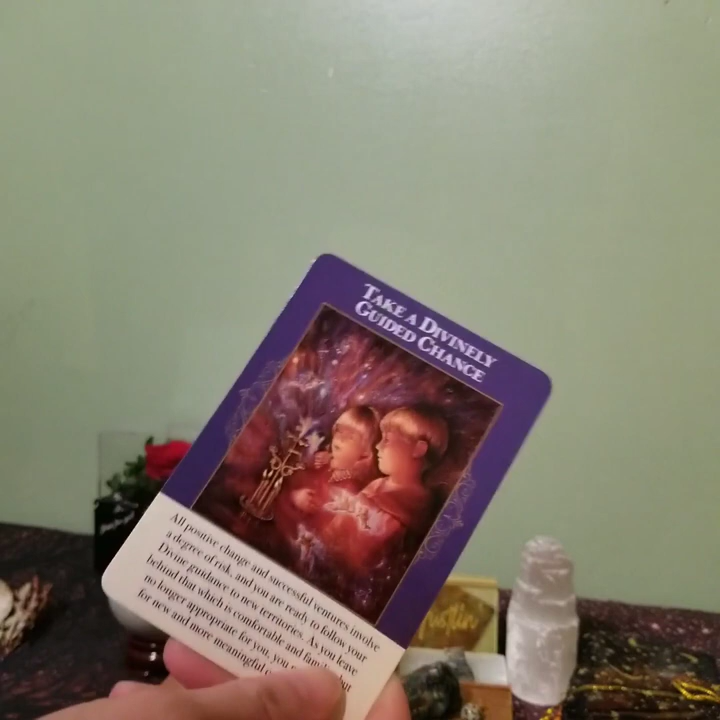 TAKE A DIVINELY
GUIDED CHANCE
All positive change and successful ventures involve
a degree of risk, and you are ready to follow your
Divine guidance to new territories. As you leave
behind that which is comfortable and but
no longer appropriate for you, you
for new and more meaningful